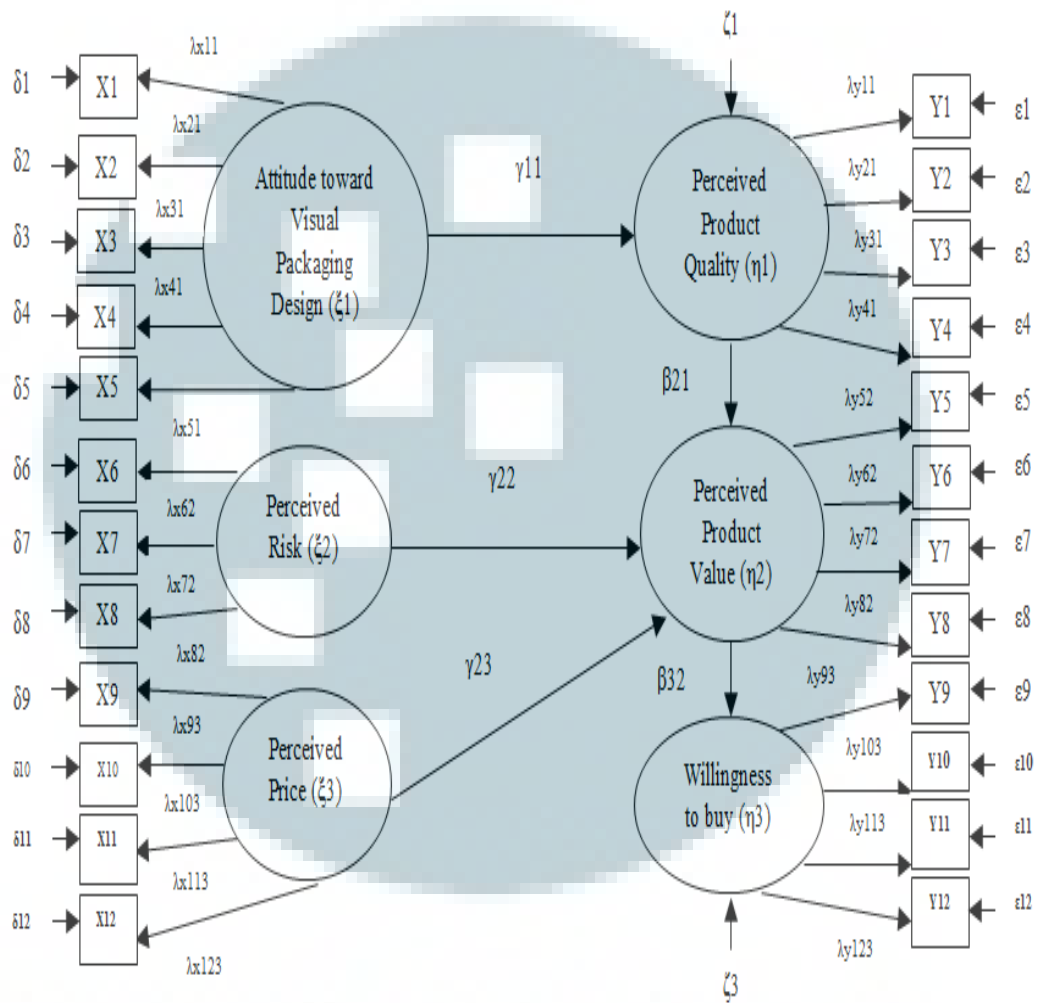 ζ1
λx11
δ1
X1
λy11
Y1
ε1
λx21
δ2
X2
λy21
Y2
ε2
Attitude toward
Visual
Packaging
Design (ξ1)
γ11
Perceived
Product
Quality (η1)
λx31
δ3
X3
λy31
Y3
ε3
λx41
δ4
X4
λy41
Y4
ε4
δ5
X5
β21
λy52
Y5
ε5
λx51
δ6
X6
γ22
λy62
Y6
ε6
λx62
Perceived
Risk (ξ2)
Perceived
Product
Value (η2)
δ7
X7
λy72
Y7
ε7
λx72
δ8
X8
λy82
Y8
ε8
λx82
γ23
β32
λy93
δ9
X9
Y9
ε9
λx93
Perceived
Price (ξ3)
Willingness
to buy (η3)
λy103
δ10
X10
Y10
ε10
λx103
λy113
δ11
X11
Y11
ε11
λx113
δ12
X12
Y12
ε12
λx123
λy123
ζ3